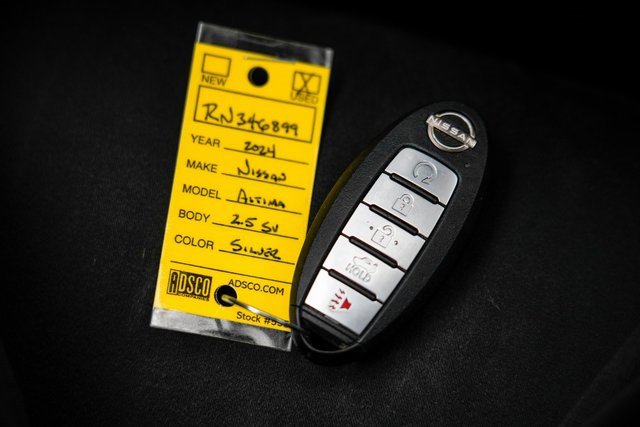 NEW
X
USED
RN346899
YEAR 2024
MAKE NISSAN
MODEL ALTIMA
BODY 2.5 SV
COLOR SILVER
ADSCO
ADSCO.COM
Stock
NISSAN
HOLD